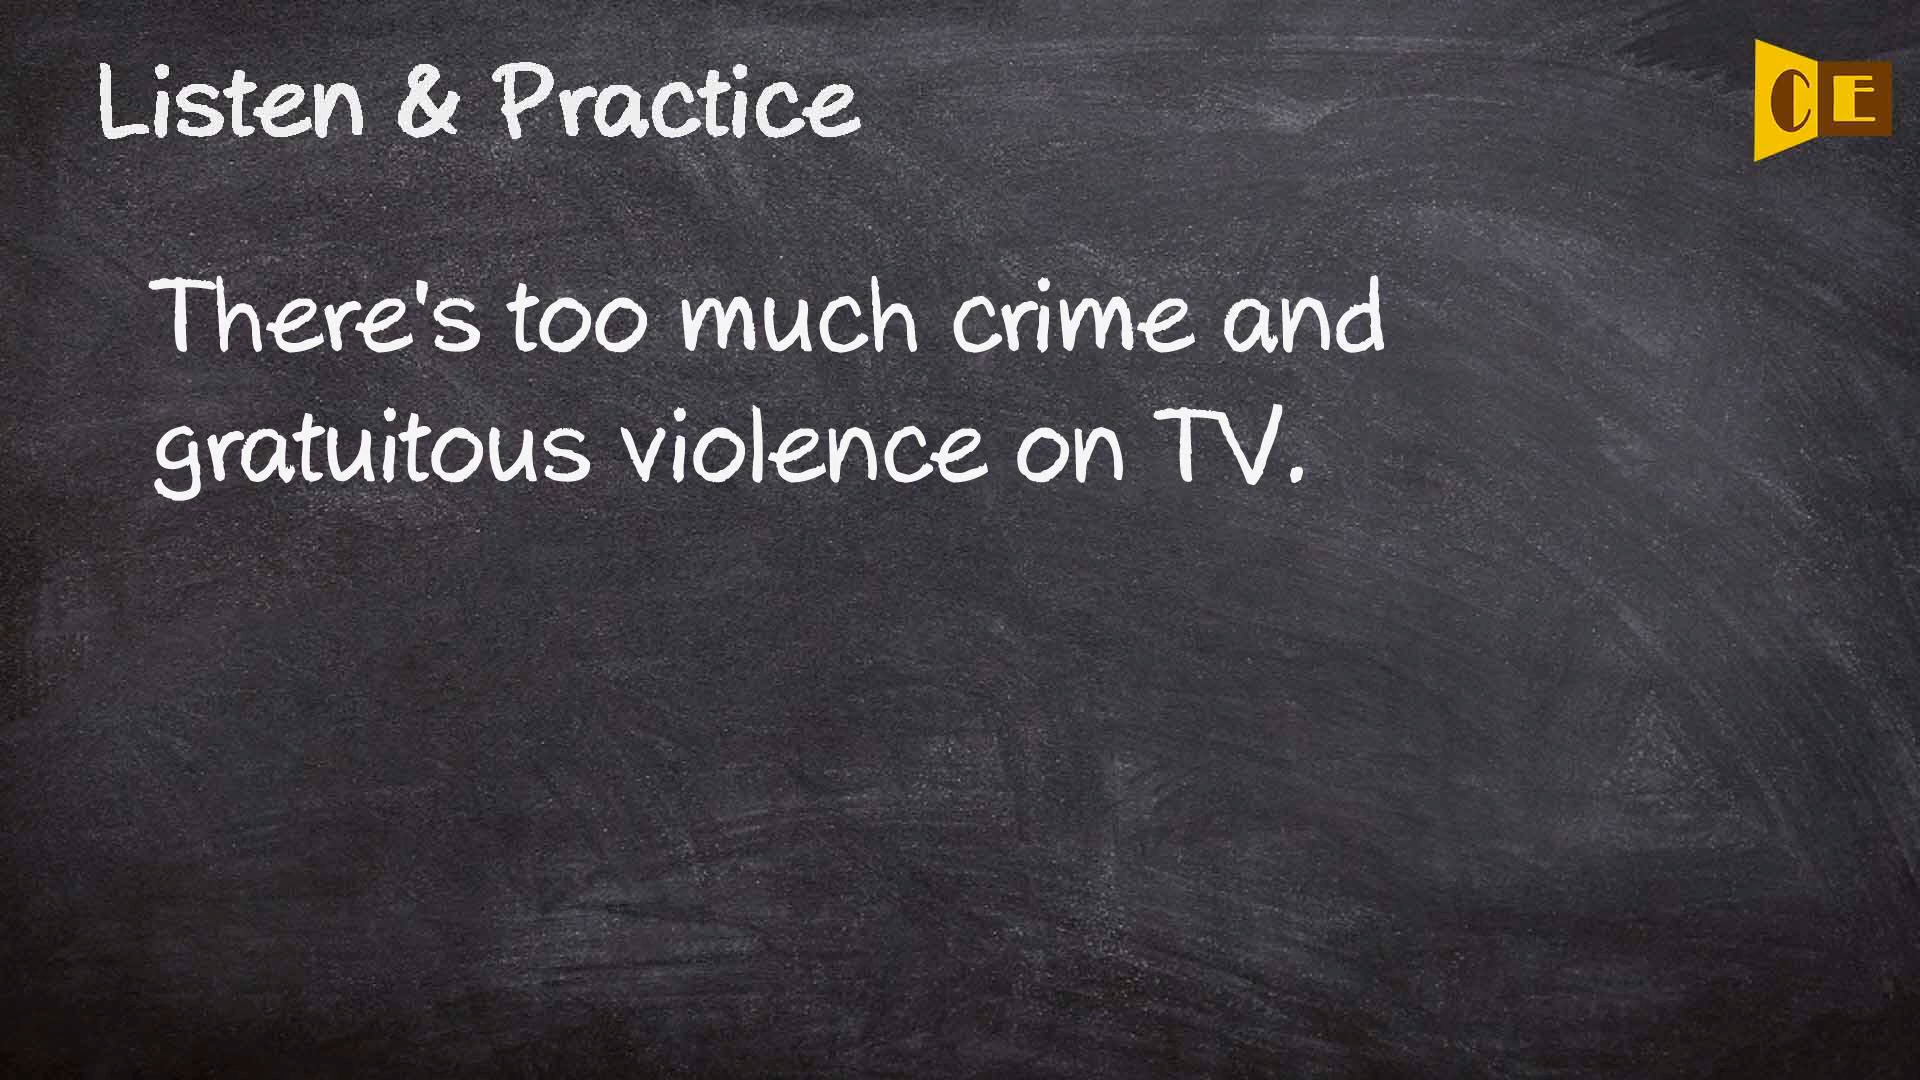 Listen & Practice
CE
There's too much crime and
gratuitous violence on TV.